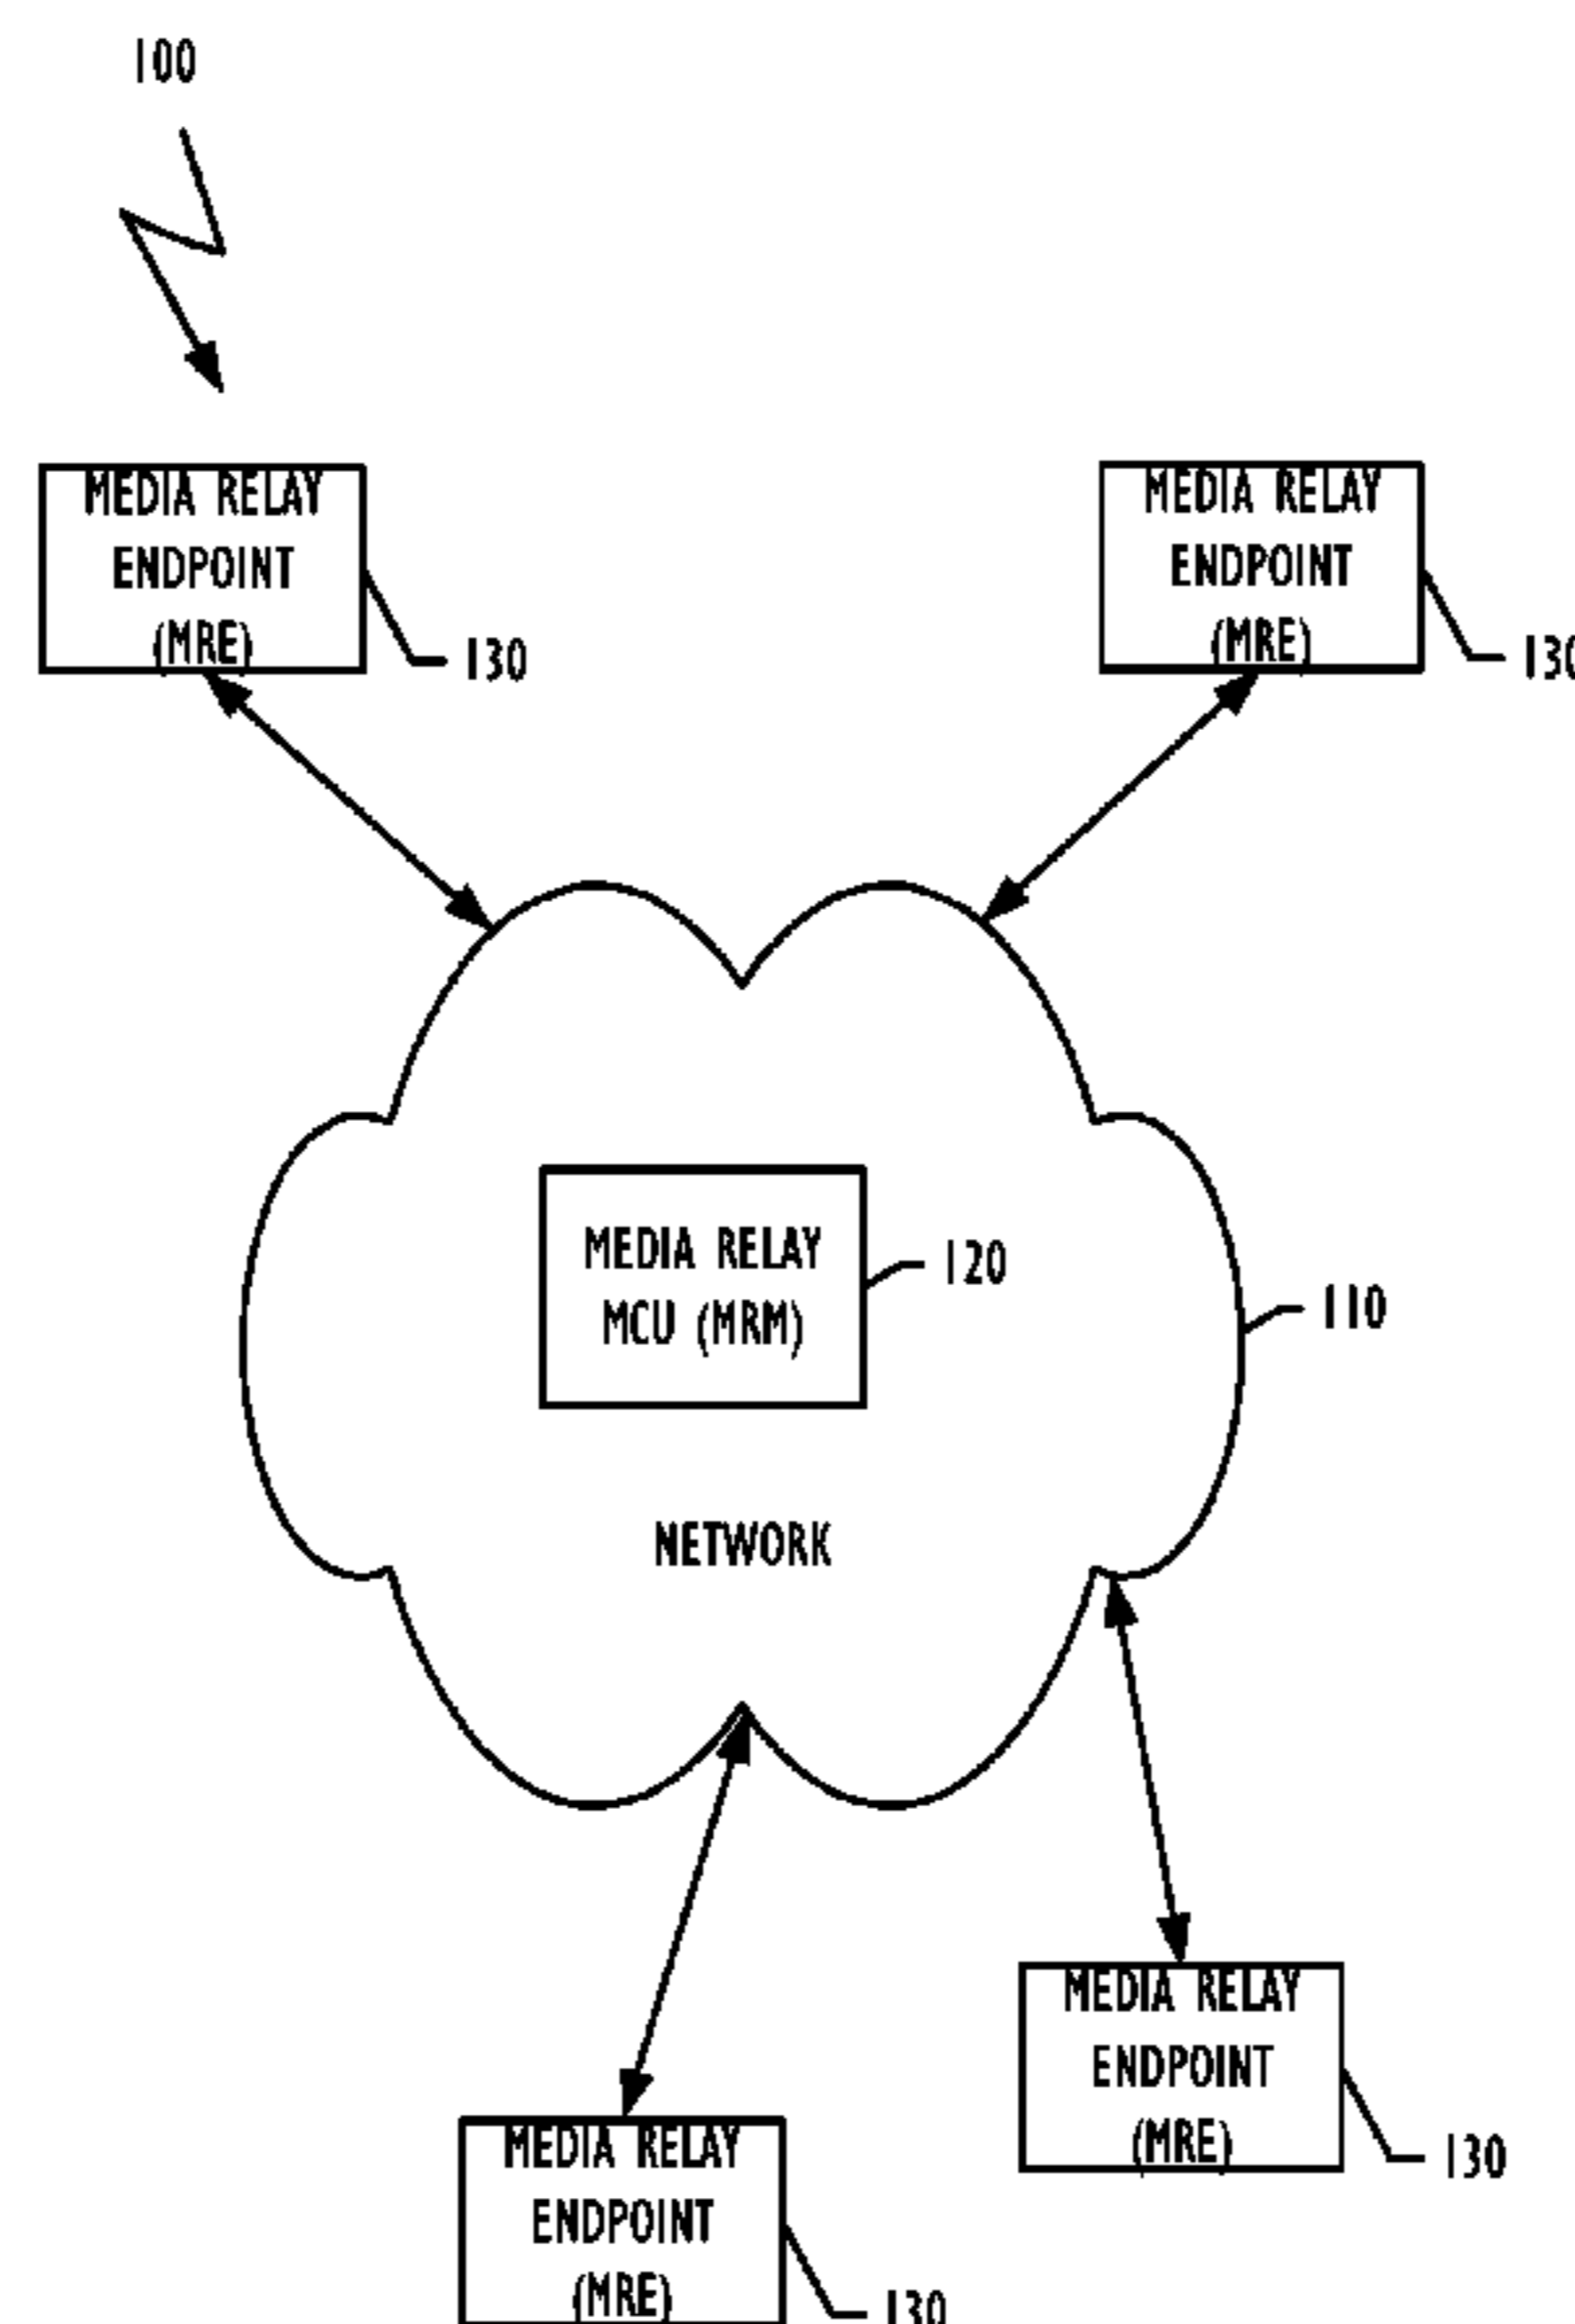 100
MEDIA RELAY
ENDPOINT
(MRE)
130
MEDIA RELAY
ENDPOINT
(MRE)
130
MEDIA RELAY
MCU (MRM)
120
110
NETWORK
MEDIA RELAY
ENDPOINT
(MRE)
130
MEDIA RELAY
ENDPOINT
(MRE)
130